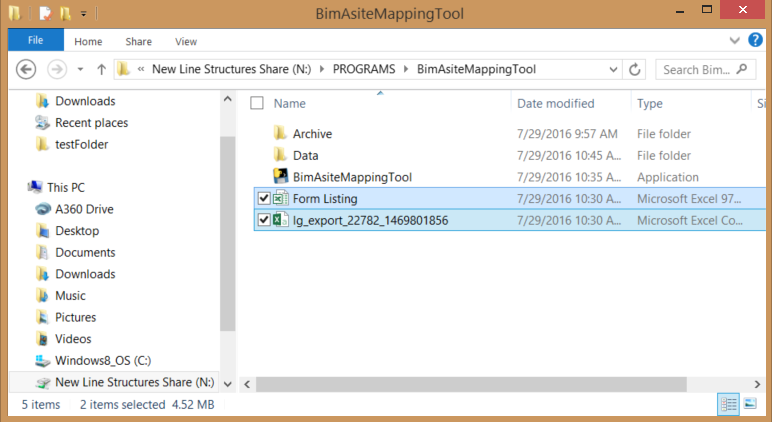 BimAsiteMappingTool
File Home Share View
« New Line Structures Share (N:) PROGRAMS BimAsiteMappingTool Search Bim...
Name Date modified Type Si
Downloads
Recent places
testFolder
This PC
A360 Drive
Desktop
Documents
Downloads
Music
Pictures
Videos
Windows8_OS (C:)
New Line Structures Share (N:)
Archive 7/29/2016 9:57 AM File folder
Data 7/29/2016 10:45 A... File folder
BimAsiteMappingTool 7/29/2016 10:35 A... Application
Form Listing 7/29/2016 10:30 A... Microsoft Excel 97...
lg_export_22782_1469801856 7/29/2016 10:30 A... Microsoft Excel Co...
5 items 2 items selected 4.52 MB